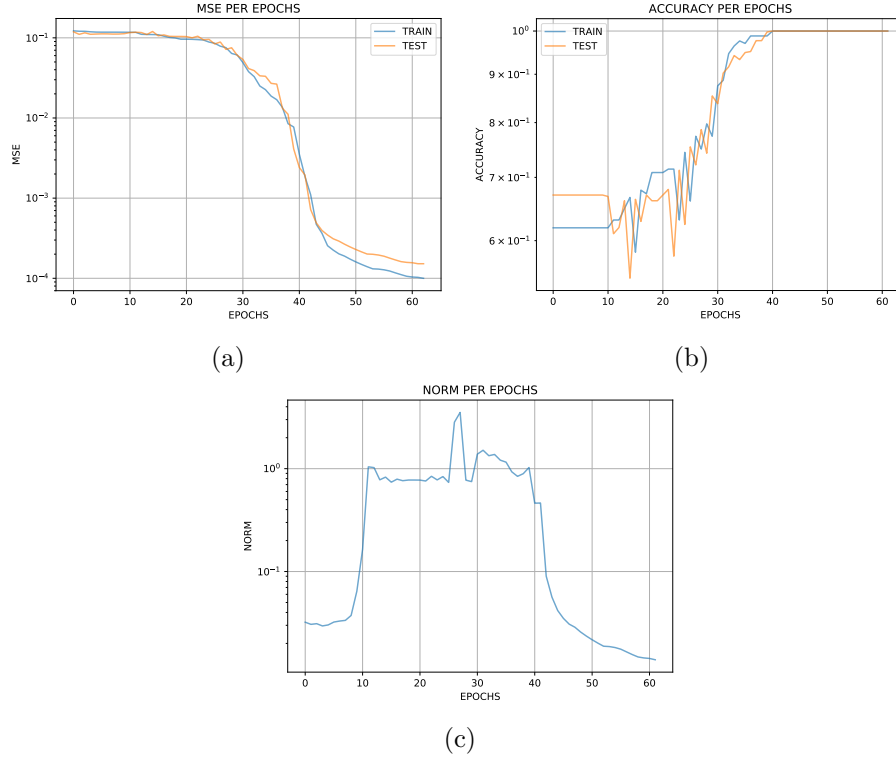 MSE PER EPOCHS
TRAIN
TEST
10⁻¹
10⁻²
10⁻³
10⁻⁴
MSE
0 10 20 30 40 50 60
EPOCHS
(a)
ACCURACY PER EPOCHS
TRAIN
TEST
10⁰
9 × 10⁻¹
8 × 10⁻¹
7 × 10⁻¹
6 × 10⁻¹
ACCURACY
0 10 20 30 40 50 60
EPOCHS
(b)
NORM PER EPOCHS
10⁰
10⁻¹
NORM
0 10 20 30 40 50 60
EPOCHS
(c)